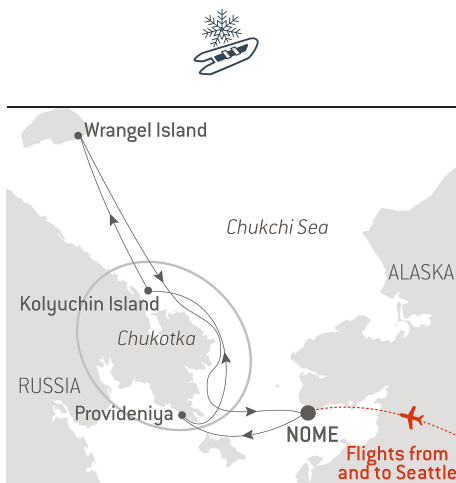 Wrangel Island
Chukchi Sea
ALASKA
Kolyuchin Island
Chukotka
RUSSIA
Provideniya
NOME
Flights from
and to Seattle